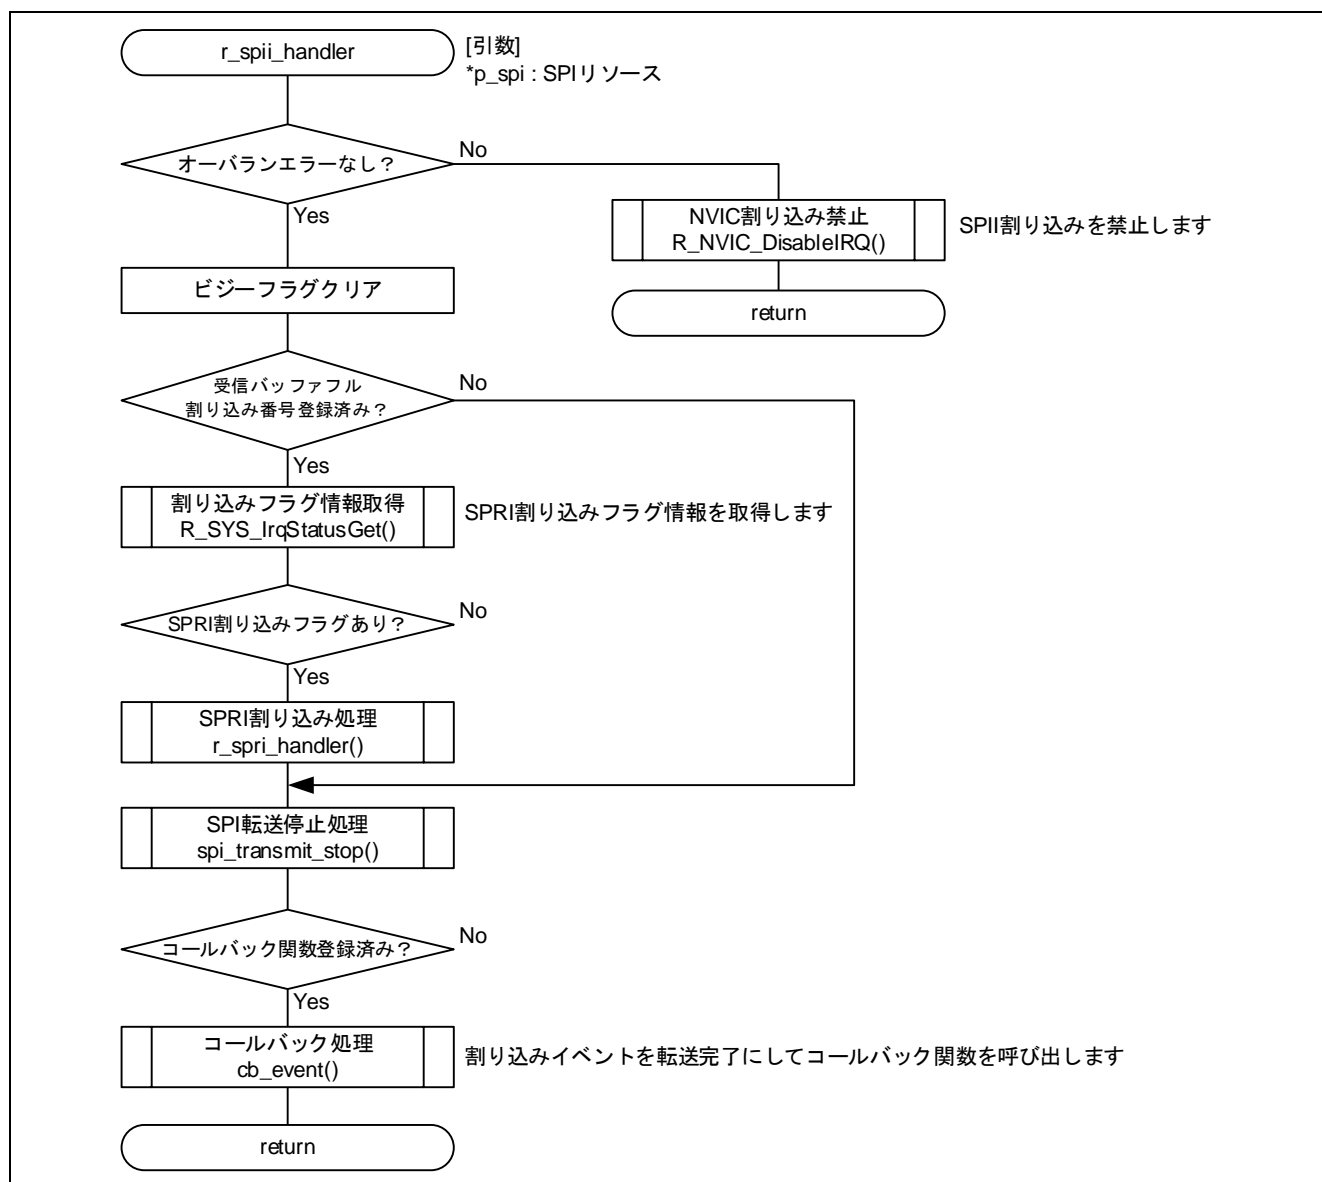 r_spii_handler
[引数]
*p_spi : SPIリソース
オーバランエラーなし？
No
Yes
NVIC割り込み禁止
R_NVIC_DisableIRQ()
SPII割り込みを禁止します
ビジーフラグクリア
return
受信バッファフル
割り込み番号登録済み？
No
Yes
割り込みフラグ情報取得
R_SYS_IrqStatusGet()
SPRI割り込みフラグ情報を取得します
SPRI割り込みフラグあり？
No
Yes
SPRI割り込み処理
r_spri_handler()
SPI転送停止処理
spi_transmit_stop()
コールバック関数登録済み？
No
Yes
コールバック処理
cb_event()
割り込みイベントを転送完了にしてコールバック関数を呼び出します
return